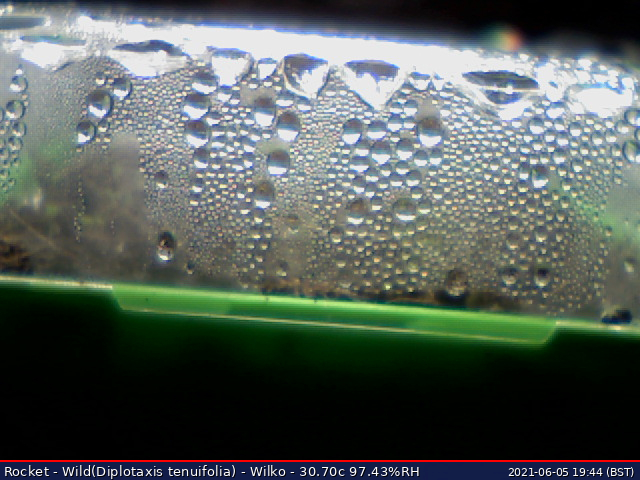 Rocket - Wild(Diplotaxis tenuifolia) - Wilko - 30.70c 97.43%RH
2021-06-05 19:44 (BST)